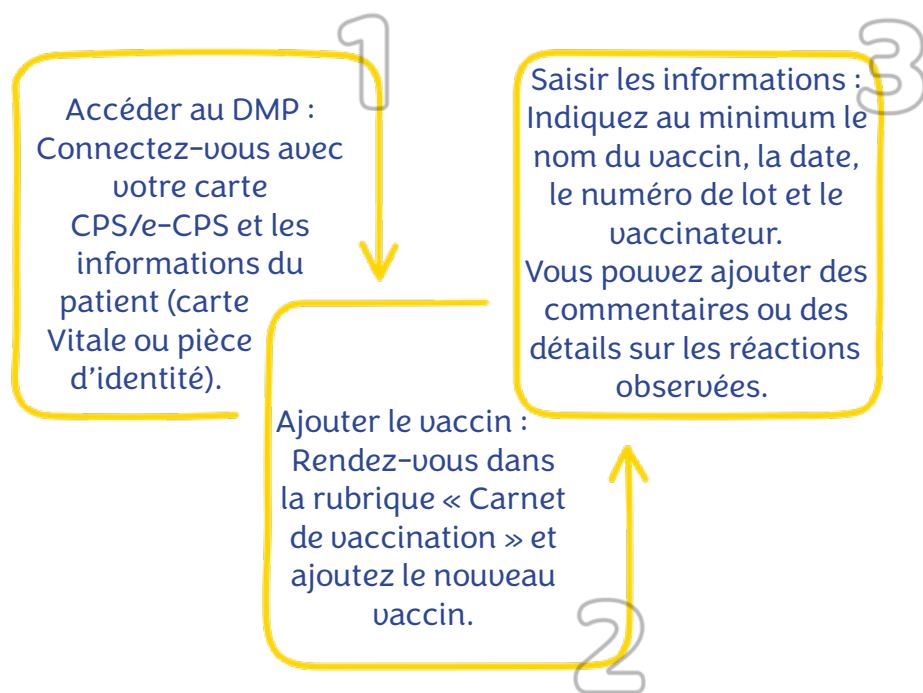 1
Accéder au DMP :
Connectez-vous avec
votre carte
CPS/e-CPS et les
informations du
patient (carte
Vitale ou pièce
d'identité).
2
Ajouter le vaccin :
Rendez-vous dans
la rubrique « Carnet
de vaccination » et
ajoutez le nouveau
vaccin.
3
Saisir les informations :
Indiquez au minimum le
nom du vaccin, la date,
le numéro de lot et le
vaccinateur.
Vous pouvez ajouter des
commentaires ou des
détails sur les réactions
observées.